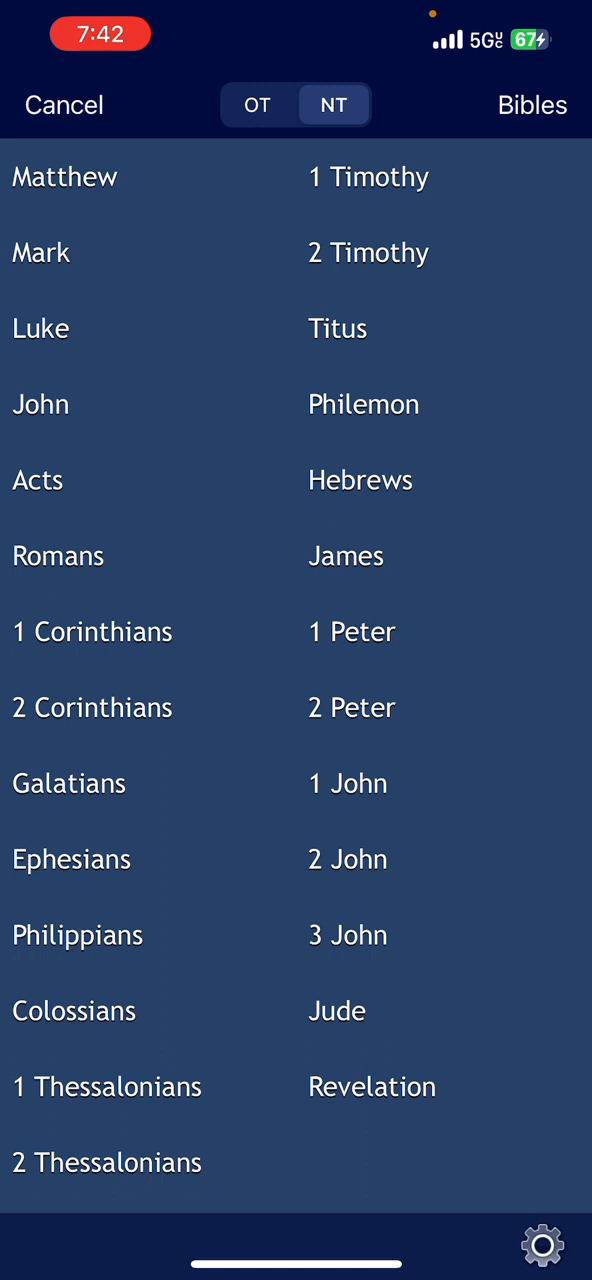 7:42
5GUC 67
Cancel
OT NT
Bibles
Matthew
Mark
Luke
John
Acts
Romans
1 Corinthians
2 Corinthians
Galatians
Ephesians
Philippians
Colossians
1 Thessalonians
2 Thessalonians
1 Timothy
2 Timothy
Titus
Philemon
Hebrews
James
1 Peter
2 Peter
1 John
2 John
3 John
Jude
Revelation